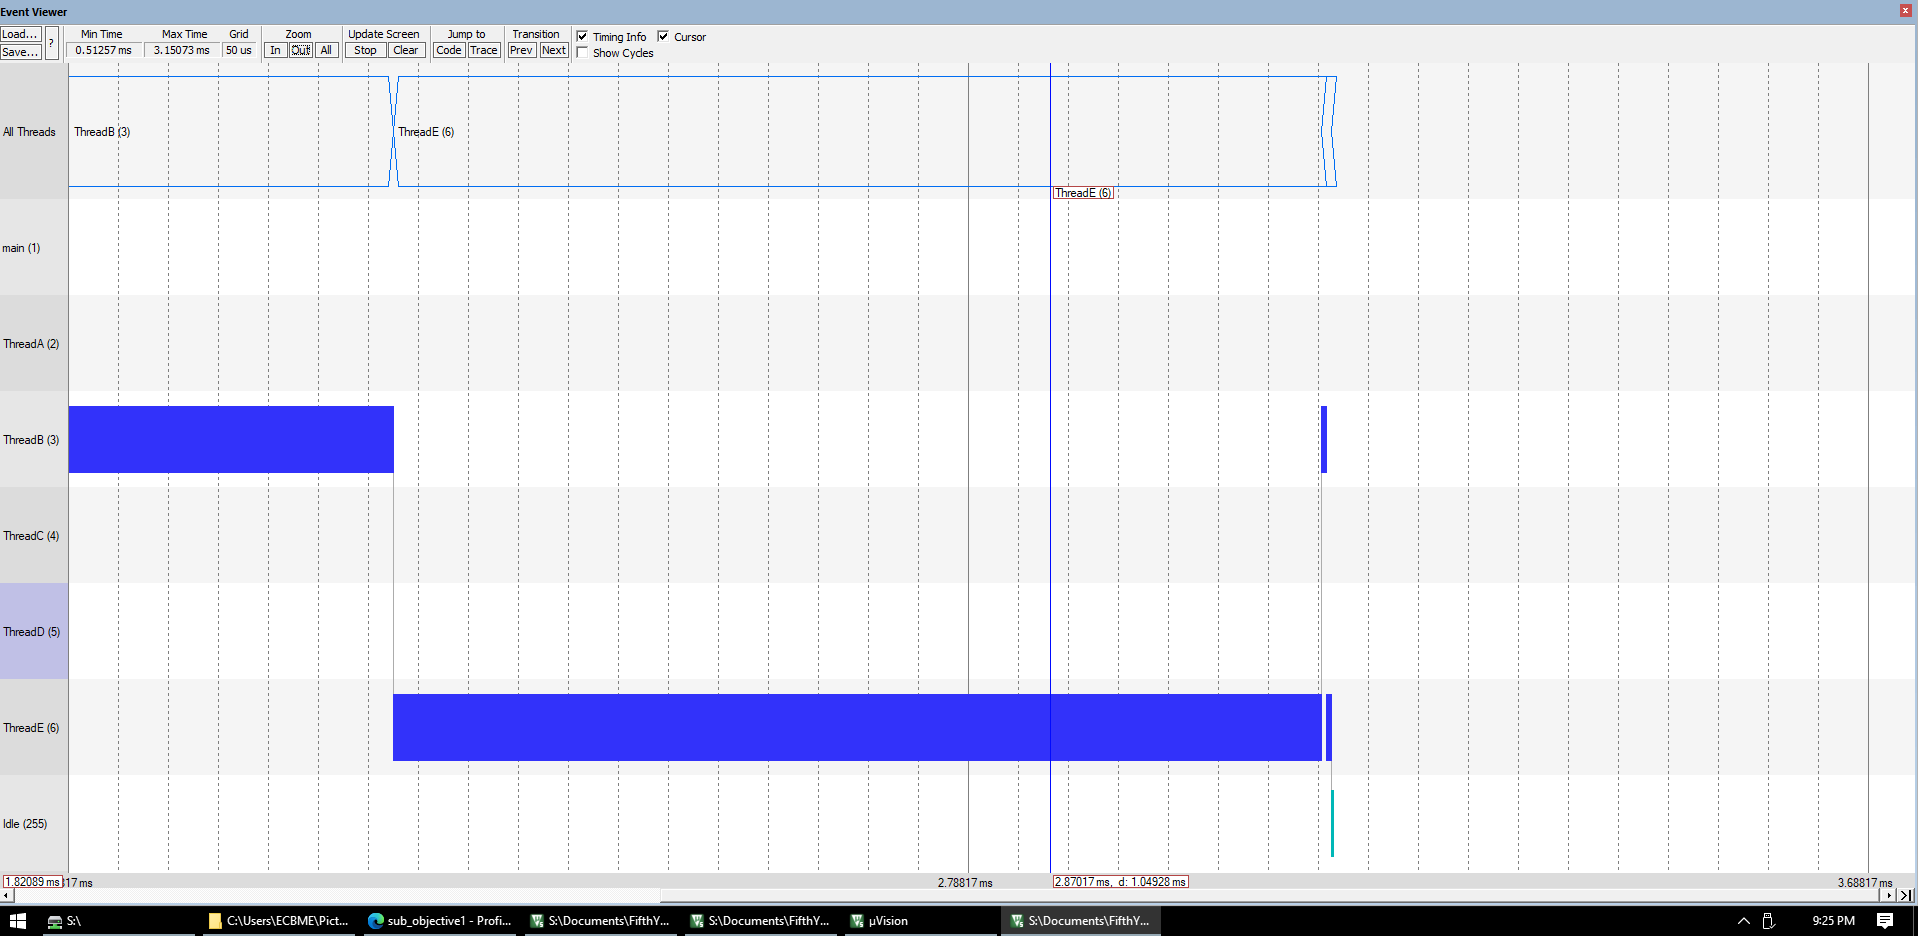 Event Viewer
Load...
Save...
?
Min Time
0.51257 ms
Max Time
3.15073 ms
Grid
50 us
Zoom
In Out All
Update Screen
Stop Clear
Jump to
Code Trace
Transition
Prev Next
Timing Info
Show Cycles
Cursor
All Threads
ThreadB (3)
ThreadE (6)
ThreadE (6)
main (1)
ThreadA (2)
ThreadB (3)
ThreadC (4)
ThreadD (5)
ThreadE (6)
Idle (255)
1.82089 ms
317 ms
2.78817 ms
2.87017 ms, d: 1.04928 ms
3.68817 ms
S:\
C:\Users\ECBME\Pict...
sub_objective1 - Profi...
S:\Documents\FifthY...
S:\Documents\FifthY...
µVision
S:\Documents\FifthY...
9:25 PM